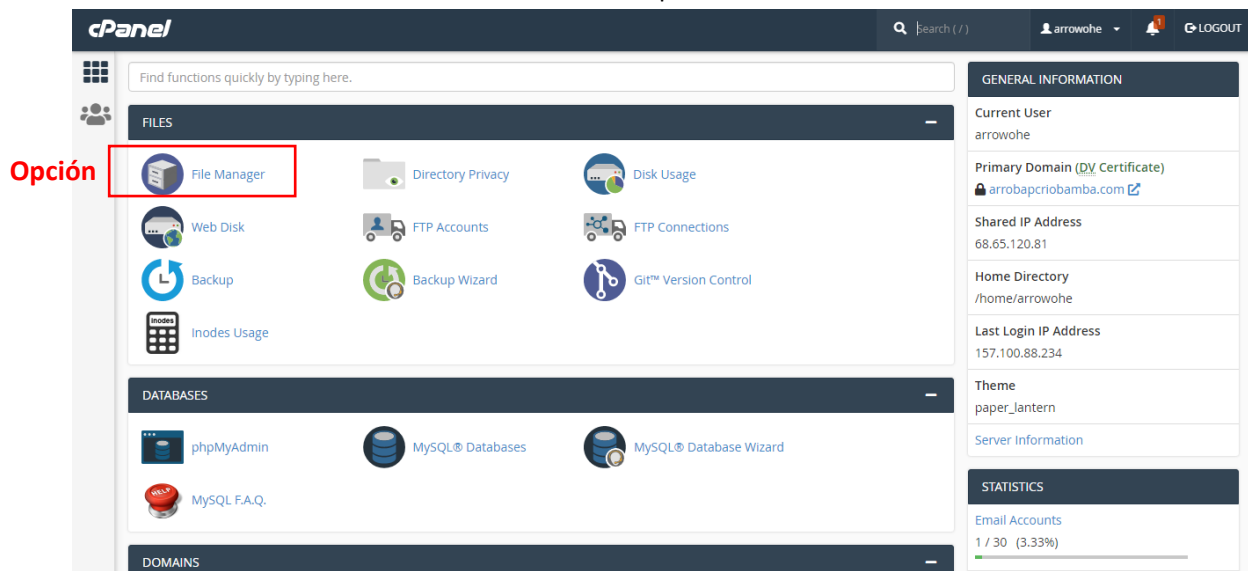 cPanel
Search ( / )
arrowohe
1
LOGOUT
Find functions quickly by typing here.
FILES
Opción
File Manager
Directory Privacy
Disk Usage
Web Disk
FTP Accounts
FTP Connections
Backup
Backup Wizard
Git™ Version Control
Inodes
Inodes Usage
DATABASES
phpMyAdmin
MySQL® Databases
MySQL® Database Wizard
HELP
MySQL F.A.Q.
DOMAINS
GENERAL INFORMATION
Current User
arrowohe
Primary Domain (DV Certificate)
arrobapcriobamba.com
Shared IP Address
68.65.120.81
Home Directory
/home/arrowohe
Last Login IP Address
157.100.88.234
Theme
paper_lantern
Server Information
STATISTICS
Email Accounts
1 / 30 (3.33%)